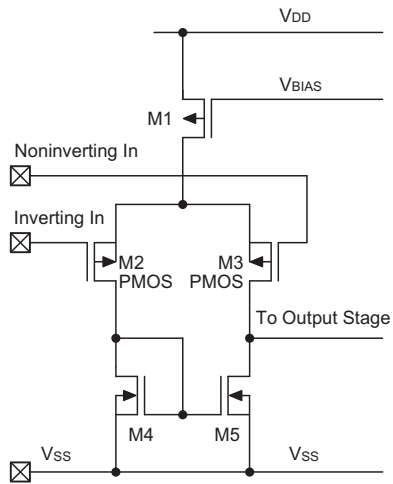 VDD
VBIAS
M1
Noninverting In
Inverting In
M2
PMOS
M3
PMOS
To Output Stage
M4
M5
VSS
VSS